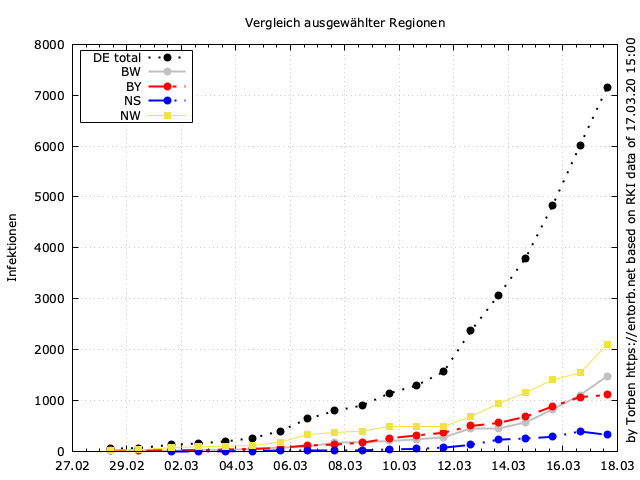 Vergleich ausgewählter Regionen
8000
7000
6000
5000
4000
3000
2000
1000
0
Infektionen
DE total
BW
BY
NS
NW
27.02 29.02 02.03 04.03 06.03 08.03 10.03 12.03 14.03 16.03 18.03
by Torben https://entorb.net based on RKI data of 17.03.20 15:00